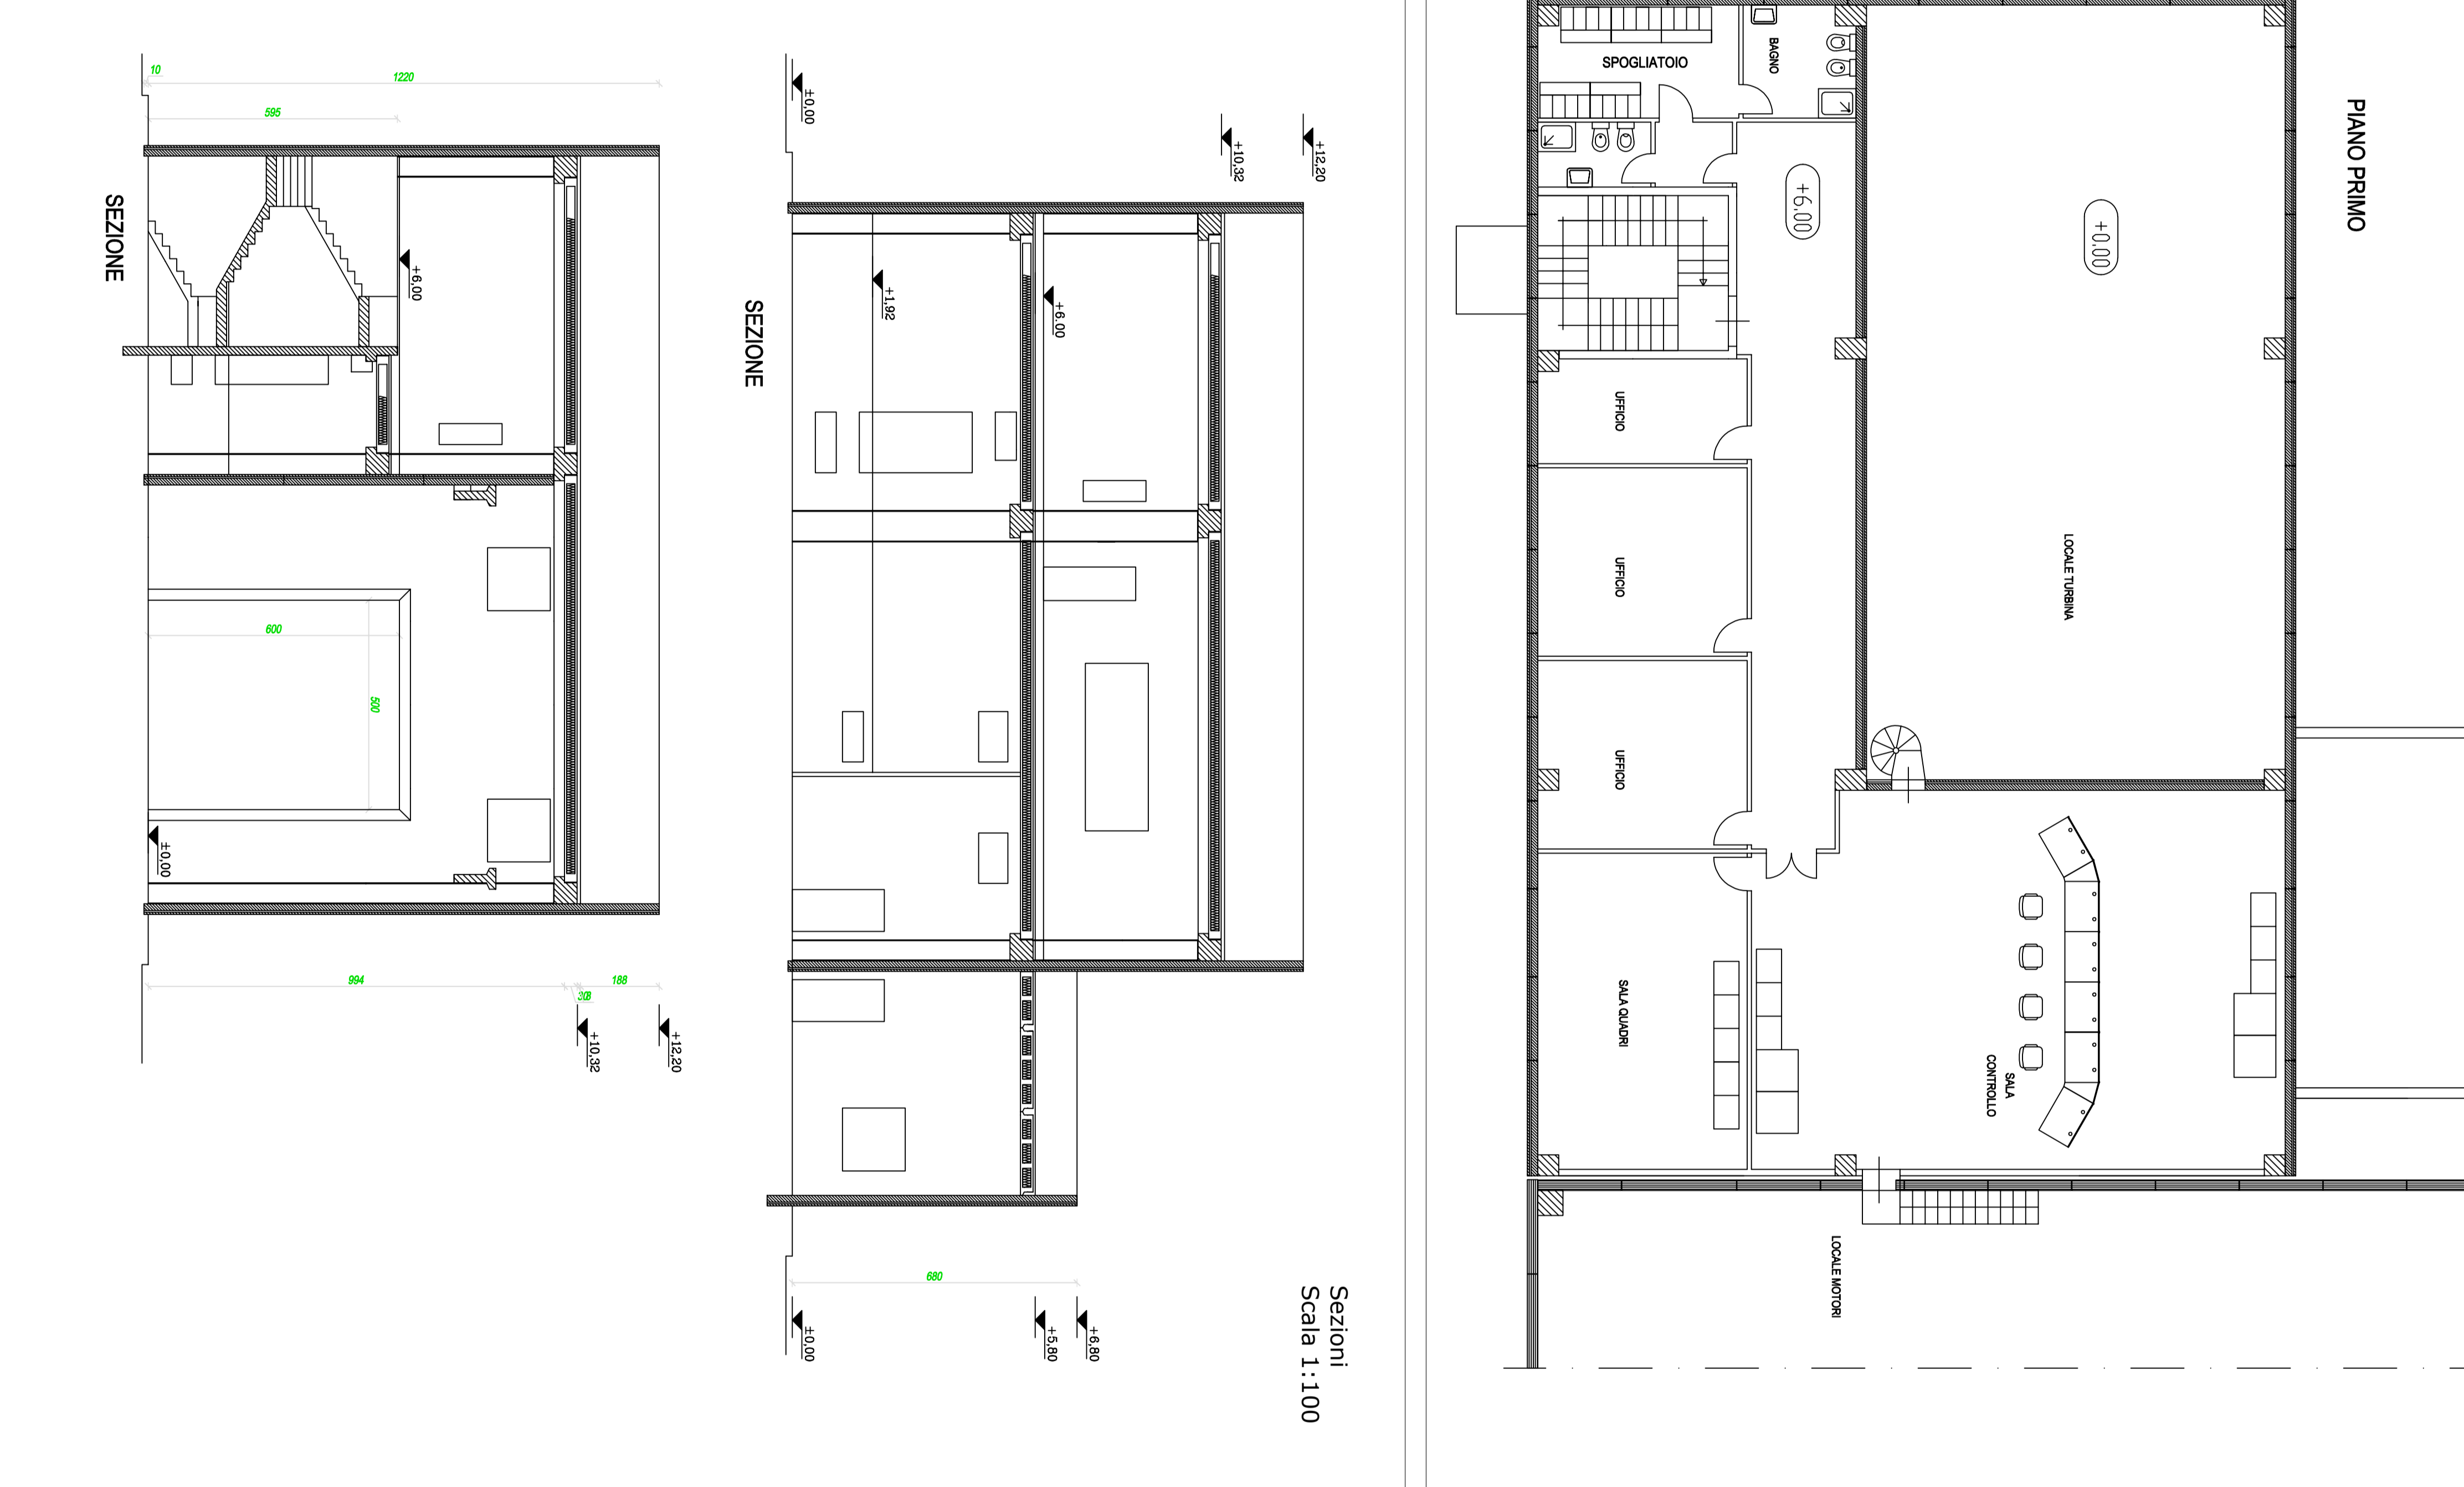 PIANO PRIMO
SPOGLIATOIO
BAGNO
+6,00
+0,00
UFFICIO
UFFICIO
UFFICIO
LOCALE TURBINA
SALA QUADRI
SALA
CONTROLLO
LOCALE MOTORI
Sezioni
Scala 1:100
SEZIONE
±0,00
+10,32
+12,20
+1,92
+6.00
680
±0,00
+5,80
+6,80
SEZIONE
10
1220
595
+6,00
600
500
±0,00
994
188
+10,32
+12,20